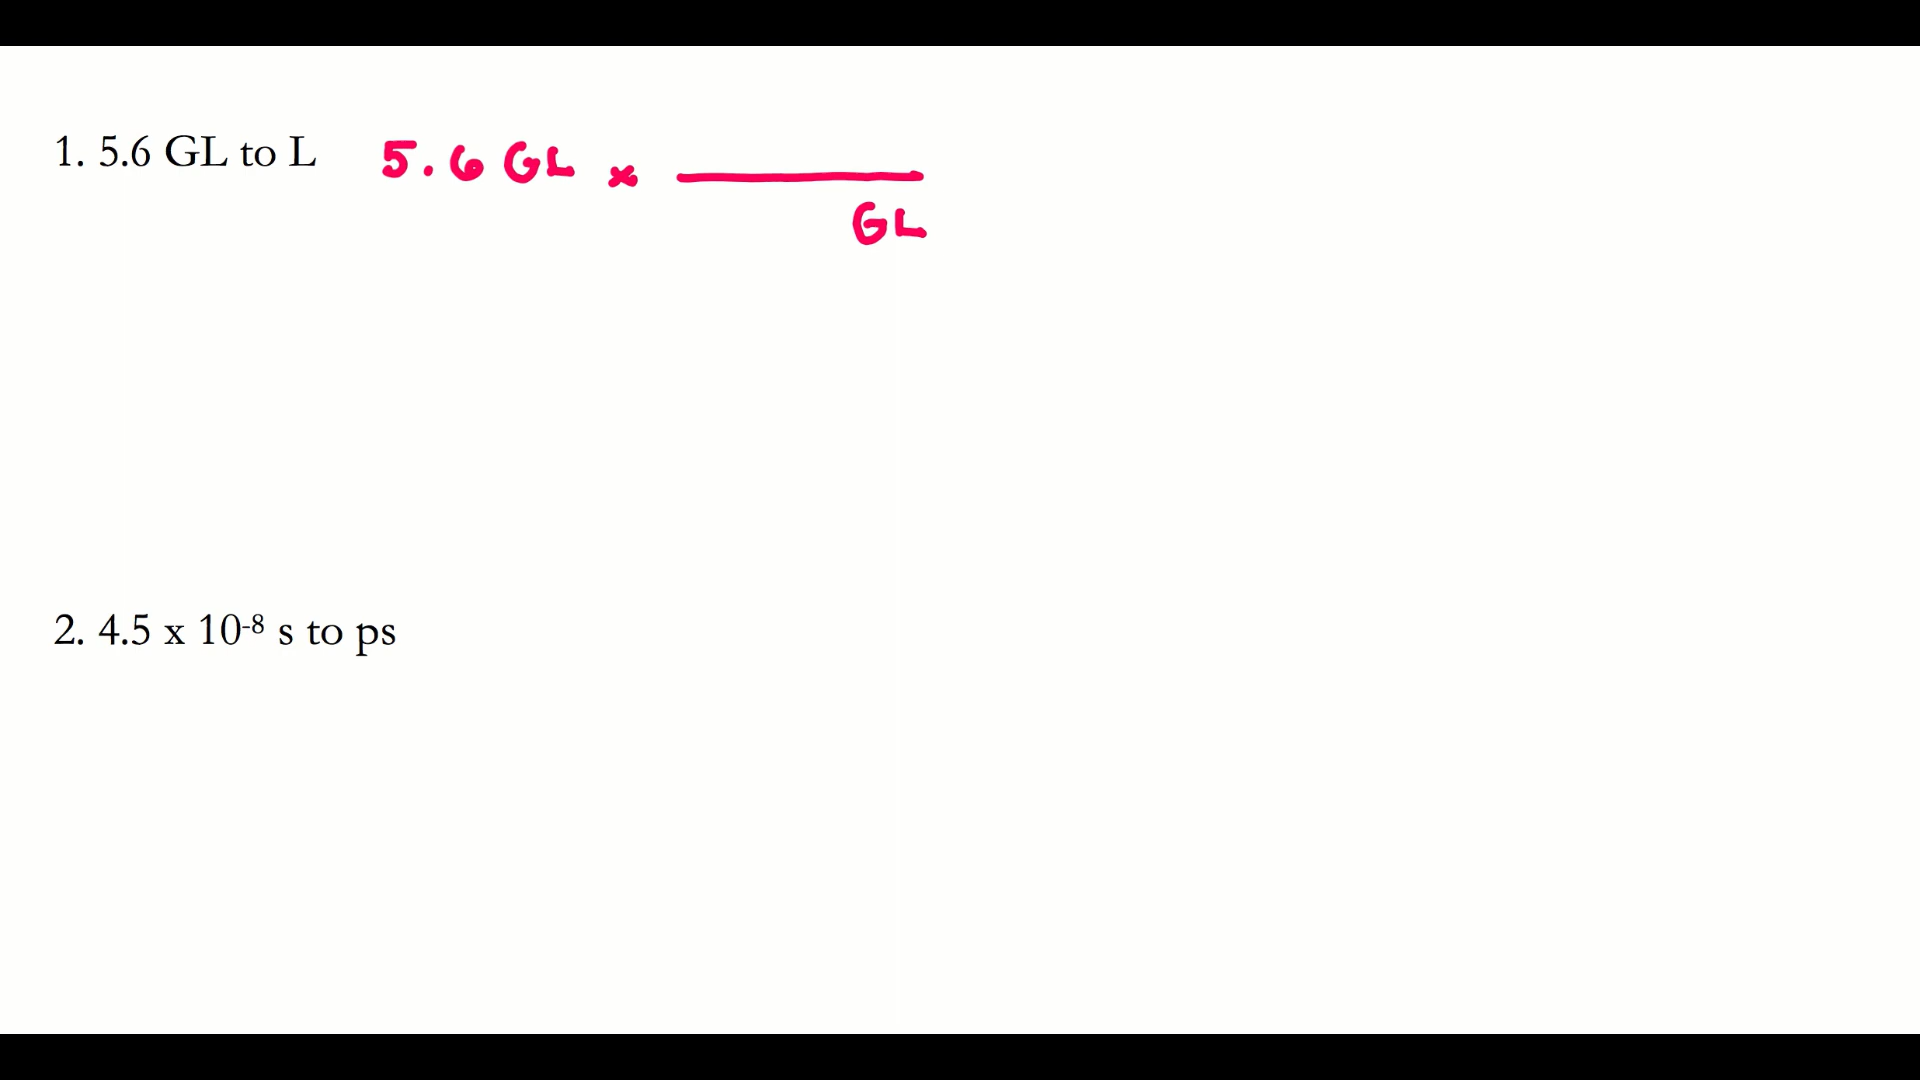 1. 5.6 GL to L 5.6 GL x
GL
2. 4.5 x 10⁻⁸ s to ps